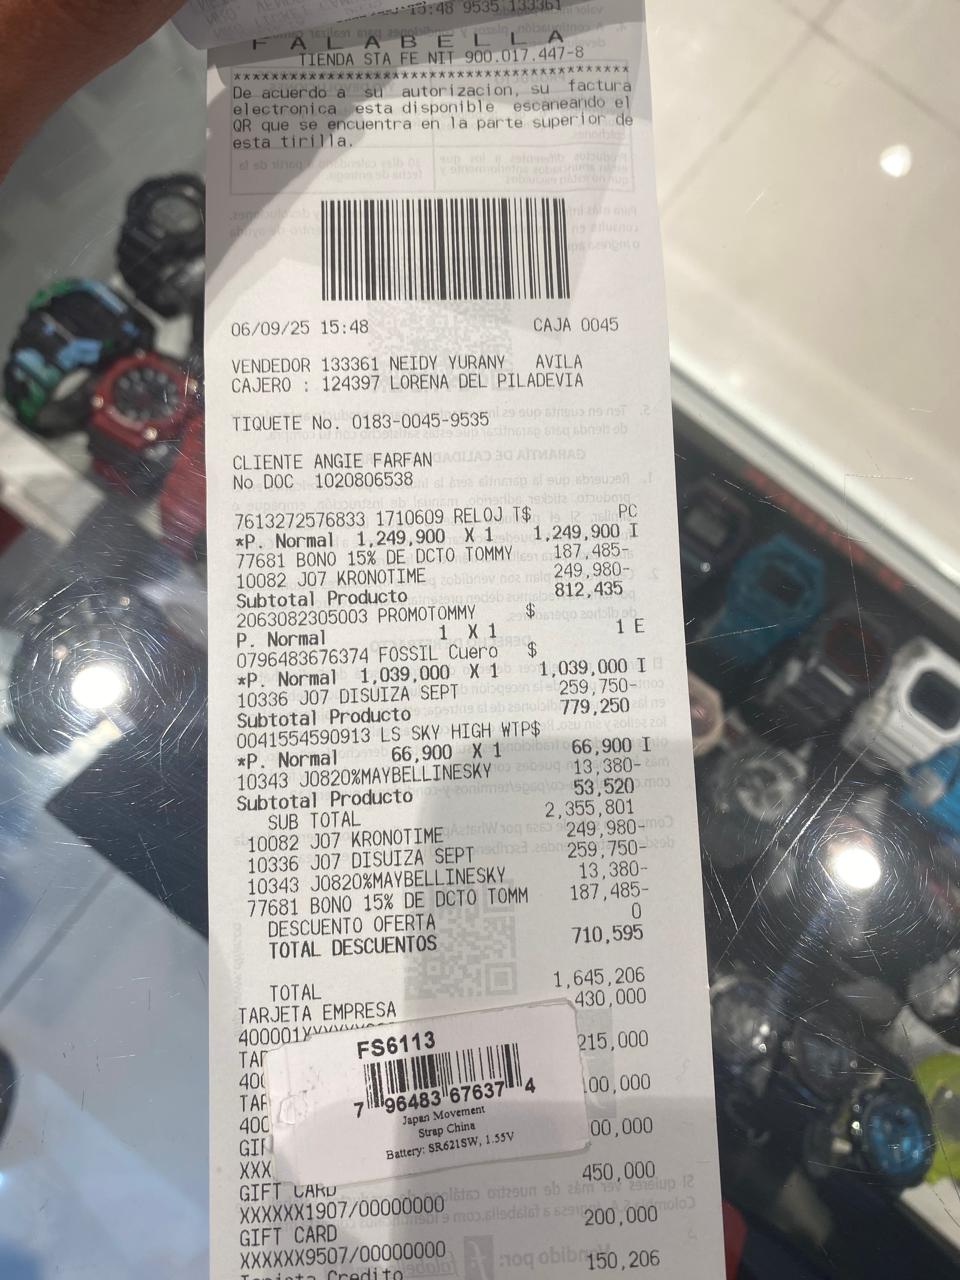 15:48 9535 133361
F A L A B E L L A
TIENDA STA FE NIT 900.017.447-8
*****************************************
De acuerdo a su autorizacion, su factura
electronica esta disponible escaneando el
QR que se encuentra en la parte superior de
esta tirilla.
06/09/25 15:48 CAJA 0045
VENDEDOR 133361 NEIDY YURANY AVILA
CAJERO : 124397 LORENA DEL PILADEVIA
TIQUETE No. 0183-0045-9535
CLIENTE ANGIE FARFAN
No DOC 1020806538
7613272576833 1710609 RELOJ T$ PC
*P. Normal 1,249,900 X 1 1,249,900 I
77681 BONO 15% DE DCTO TOMMY 187,485-
10082 J07 KRONOTIME 249,980-
Subtotal Producto 812,435
2063082305003 PROMOTOMMY $
P. Normal 1 X 1 1 E
0796483676374 FOSSIL Cuero $
*P. Normal 1,039,000 X 1 1,039,000 I
10336 J07 DISUIZA SEPT 259,750-
Subtotal Producto 779,250
0041554590913 LS SKY HIGH WTP$
*P. Normal 66,900 X 1 66,900 I
10343 J0820%MAYBELLINESKY 13,380-
Subtotal Producto 53,520
SUB TOTAL 2,355,801
10082 J07 KRONOTIME 249,980-
10336 J07 DISUIZA SEPT 259,750-
10343 J0820%MAYBELLINESKY 13,380-
77681 BONO 15% DE DCTO TOMM 187,485-
DESCUENTO OFERTA 0
TOTAL DESCUENTOS 710,595
TOTAL 1,645,206
TARJETA EMPRESA 430,000
215,000
00,000
00,000
FS6113
7 96483 67637 4
Japan Movement
Strap China
Battery: SR621SW, 1.55V
XXX 450,000
GIFT CARD
XXXXXX1907/00000000 200,000
GIFT CARD
XXXXXX9507/00000000 150,206